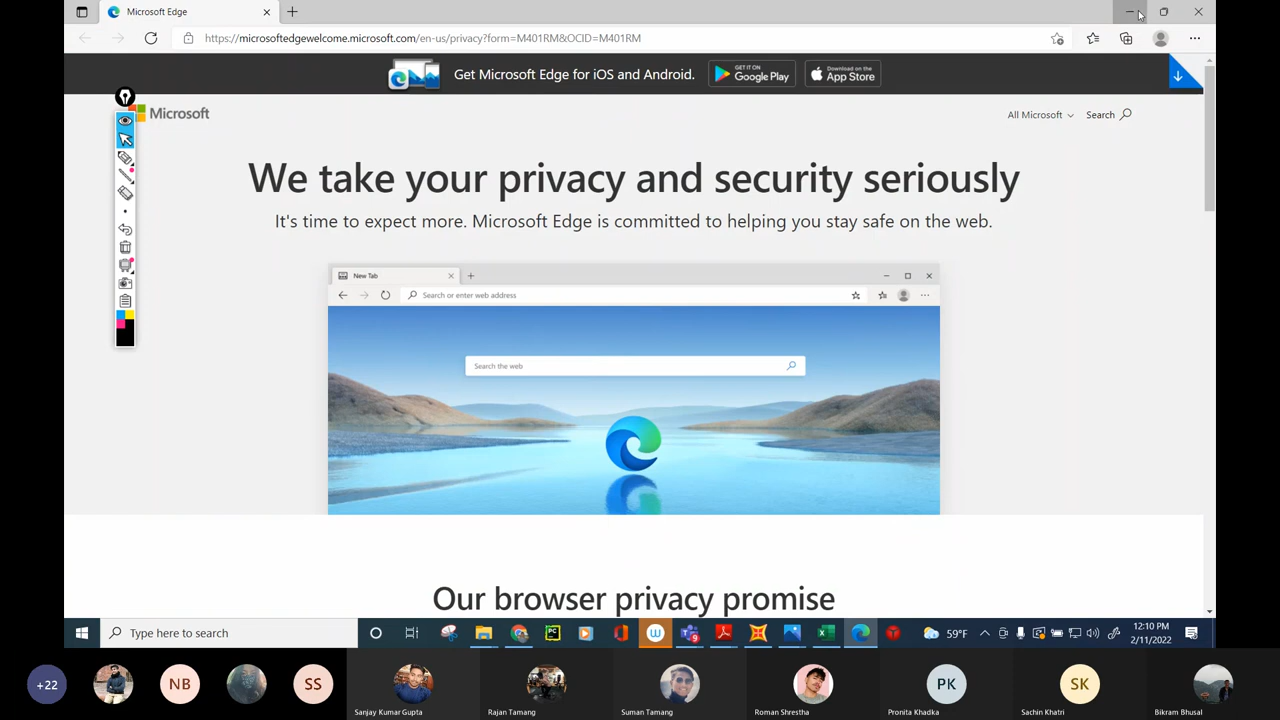 Microsoft Edge
https://microsoftedgewelcome.microsoft.com/en-us/privacy?form=M401RM&OCID=M401RM
Get Microsoft Edge for iOS and Android.
GET IT ON
Google Play
Download on the
App Store
Microsoft
All Microsoft
Search
We take your privacy and security seriously
It's time to expect more. Microsoft Edge is committed to helping you stay safe on the web.
New Tab
Search or enter web address
Search the web
Our browser privacy promise
Type here to search
PC
W
9
59°F
12:10 PM
2/11/2022
+22
NB
SS
PK
SK
Sanjay Kumar Gupta
Rajan Tamang
Suman Tamang
Roman Shrestha
Pronita Khadka
Sachin Khatri
Bikram Bhusal